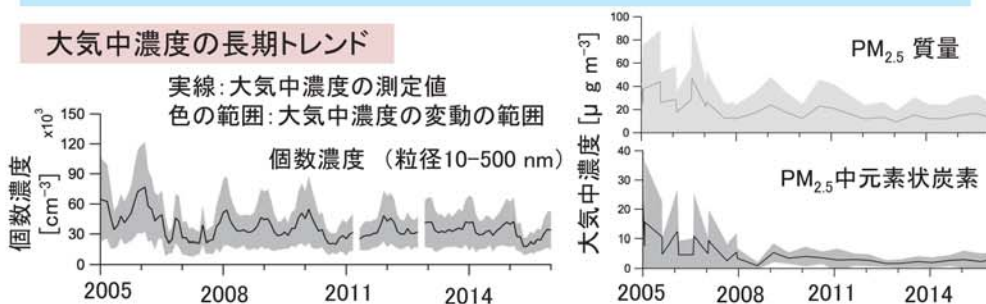 大気中濃度の長期トレンド
実線：大気中濃度の測定値
色の範囲：大気中濃度の変動の範囲
個数濃度 （粒径10-500 nm）
個数濃度
[cm⁻³]
x10³
150
120
90
60
30
0
2005
2008
2011
2014
大気中濃度 [μ g m⁻³]
PM₂.₅ 質量
100
80
60
40
20
0
PM₂.₅中元素状炭素
40
30
20
10
0
2005
2008
2011
2014